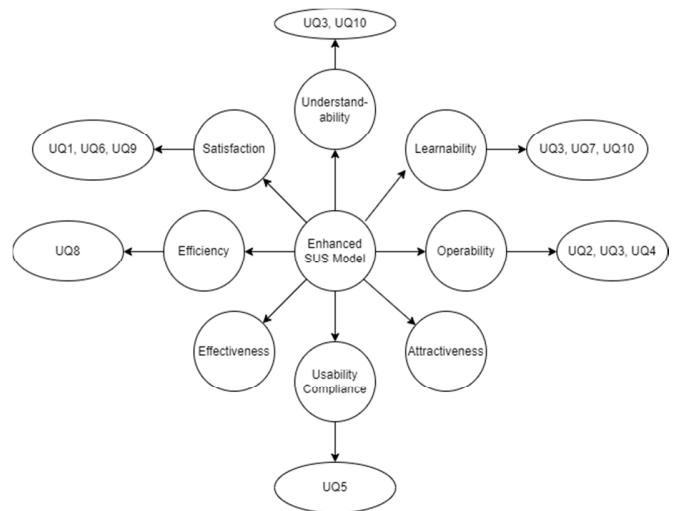 UQ3, UQ10
Understand-
ability
UQ1, UQ6, UQ9
Satisfaction
Learnability
UQ3, UQ7, UQ10
UQ8
Efficiency
Enhanced
SUS Model
Operability
UQ2, UQ3, UQ4
Effectiveness
Attractiveness
Usability
Compliance
UQ5